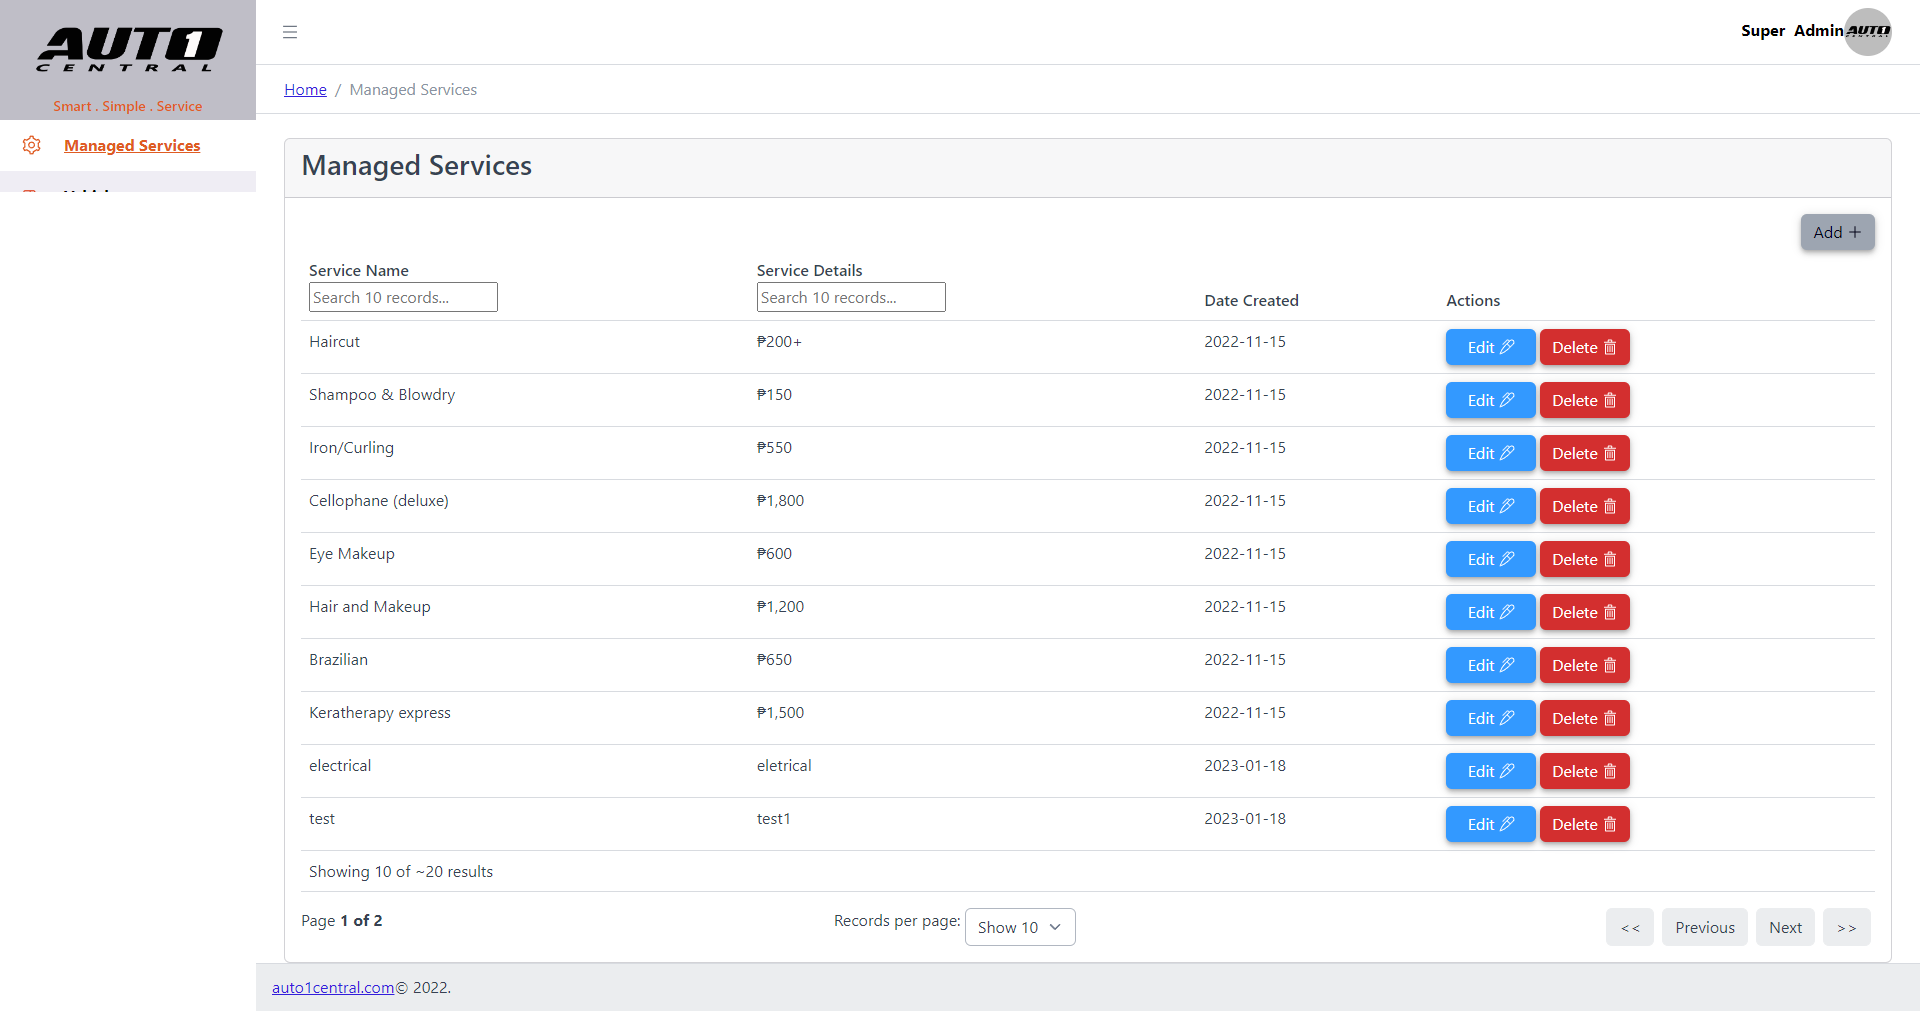 AUTO1
CENTRAL
Smart . Simple . Service
Managed Services
Super Admin
AUTO
Home / Managed Services
Managed Services
Add +
Service Name
Service Details
Date Created
Actions
Search 10 records...
Search 10 records...
Haircut ₱200+ 2022-11-15 Edit Delete
Shampoo & Blowdry ₱150 2022-11-15 Edit Delete
Iron/Curling ₱550 2022-11-15 Edit Delete
Cellophane (deluxe) ₱1,800 2022-11-15 Edit Delete
Eye Makeup ₱600 2022-11-15 Edit Delete
Hair and Makeup ₱1,200 2022-11-15 Edit Delete
Brazilian ₱650 2022-11-15 Edit Delete
Keratherapy express ₱1,500 2022-11-15 Edit Delete
electrical eletrical 2023-01-18 Edit Delete
test test1 2023-01-18 Edit Delete
Showing 10 of ~20 results
Page 1 of 2
Records per page: Show 10
<< Previous Next >>
auto1central.com© 2022.